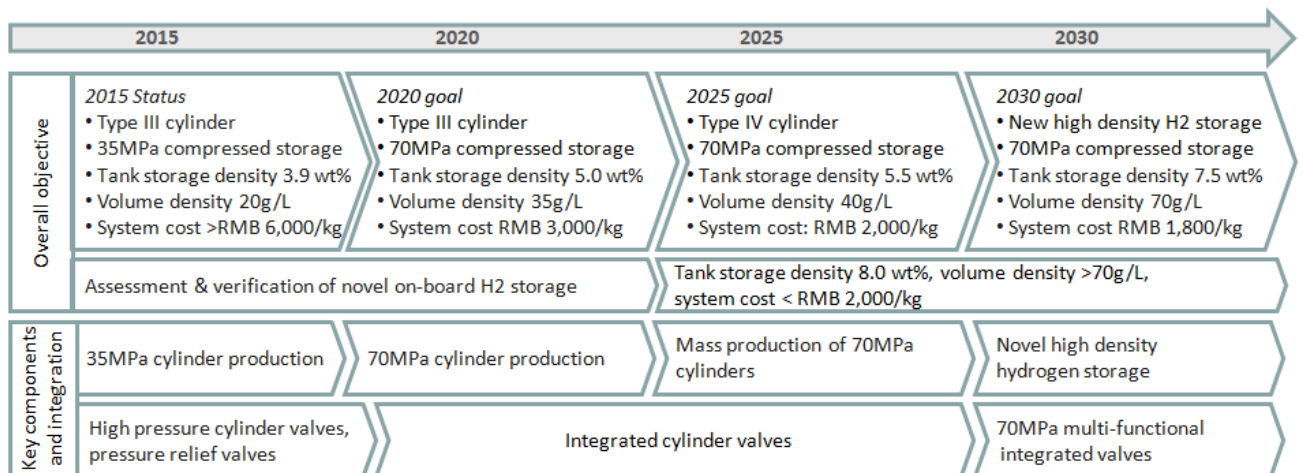 2015
2020
2025
2030
Overall objective
2015 Status
• Type III cylinder
• 35MPa compressed storage
• Tank storage density 3.9 wt%
• Volume density 20g/L
• System cost >RMB 6,000/kg
2020 goal
• Type III cylinder
• 70MPa compressed storage
• Tank storage density 5.0 wt%
• Volume density 35g/L
• System cost RMB 3,000/kg
2025 goal
• Type IV cylinder
• 70MPa compressed storage
• Tank storage density 5.5 wt%
• Volume density 40g/L
• System cost: RMB 2,000/kg
2030 goal
• New high density H2 storage
• 70MPa compressed storage
• Tank storage density 7.5 wt%
• Volume density 70g/L
• System cost RMB 1,800/kg
Assessment & verification of novel on-board H2 storage
Tank storage density 8.0 wt%, volume density >70g/L,
system cost < RMB 2,000/kg
Key components
and integration
35MPa cylinder production
70MPa cylinder production
Mass production of 70MPa
cylinders
Novel high density
hydrogen storage
High pressure cylinder valves,
pressure relief valves
Integrated cylinder valves
70MPa multi-functional
integrated valves